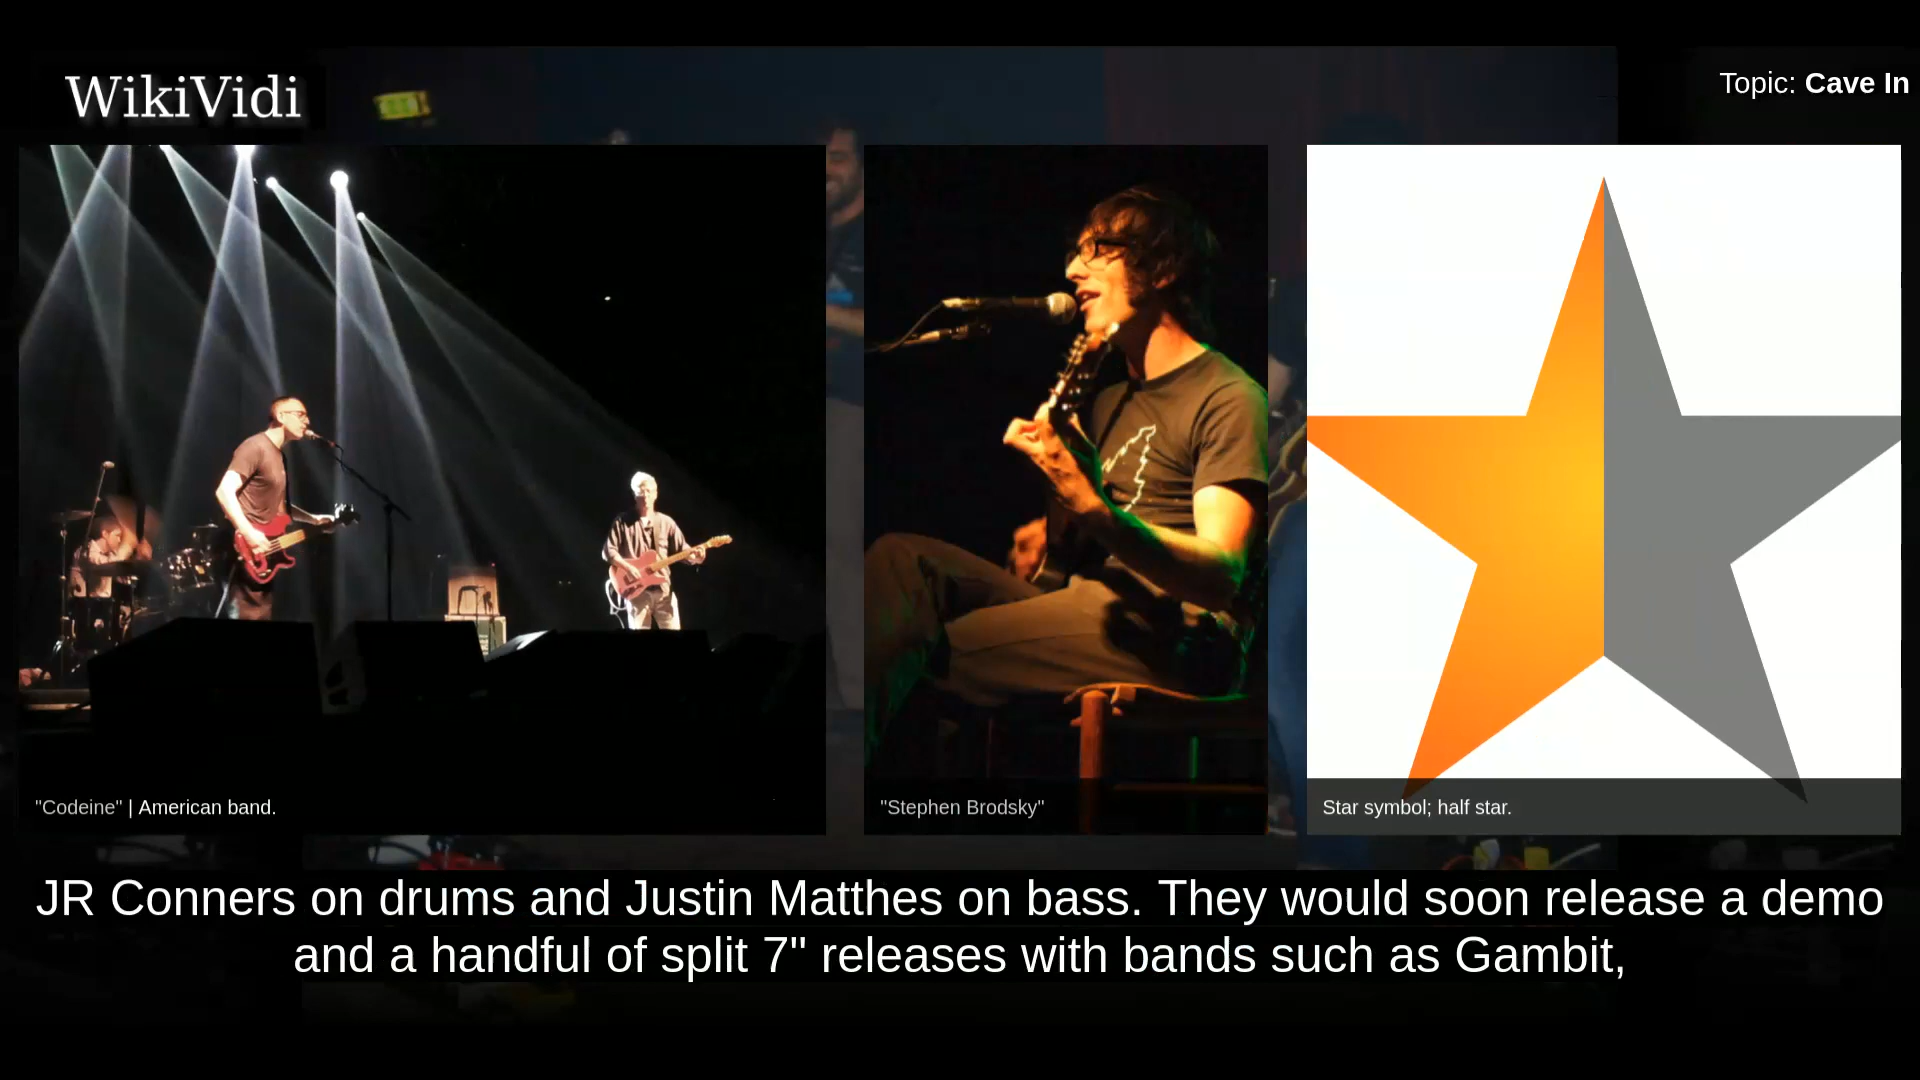 WikiVidi
Topic: Cave In
"Codeine" | American band.
"Stephen Brodsky"
Star symbol; half star.
JR Conners on drums and Justin Matthes on bass. They would soon release a demo
and a handful of split 7" releases with bands such as Gambit,